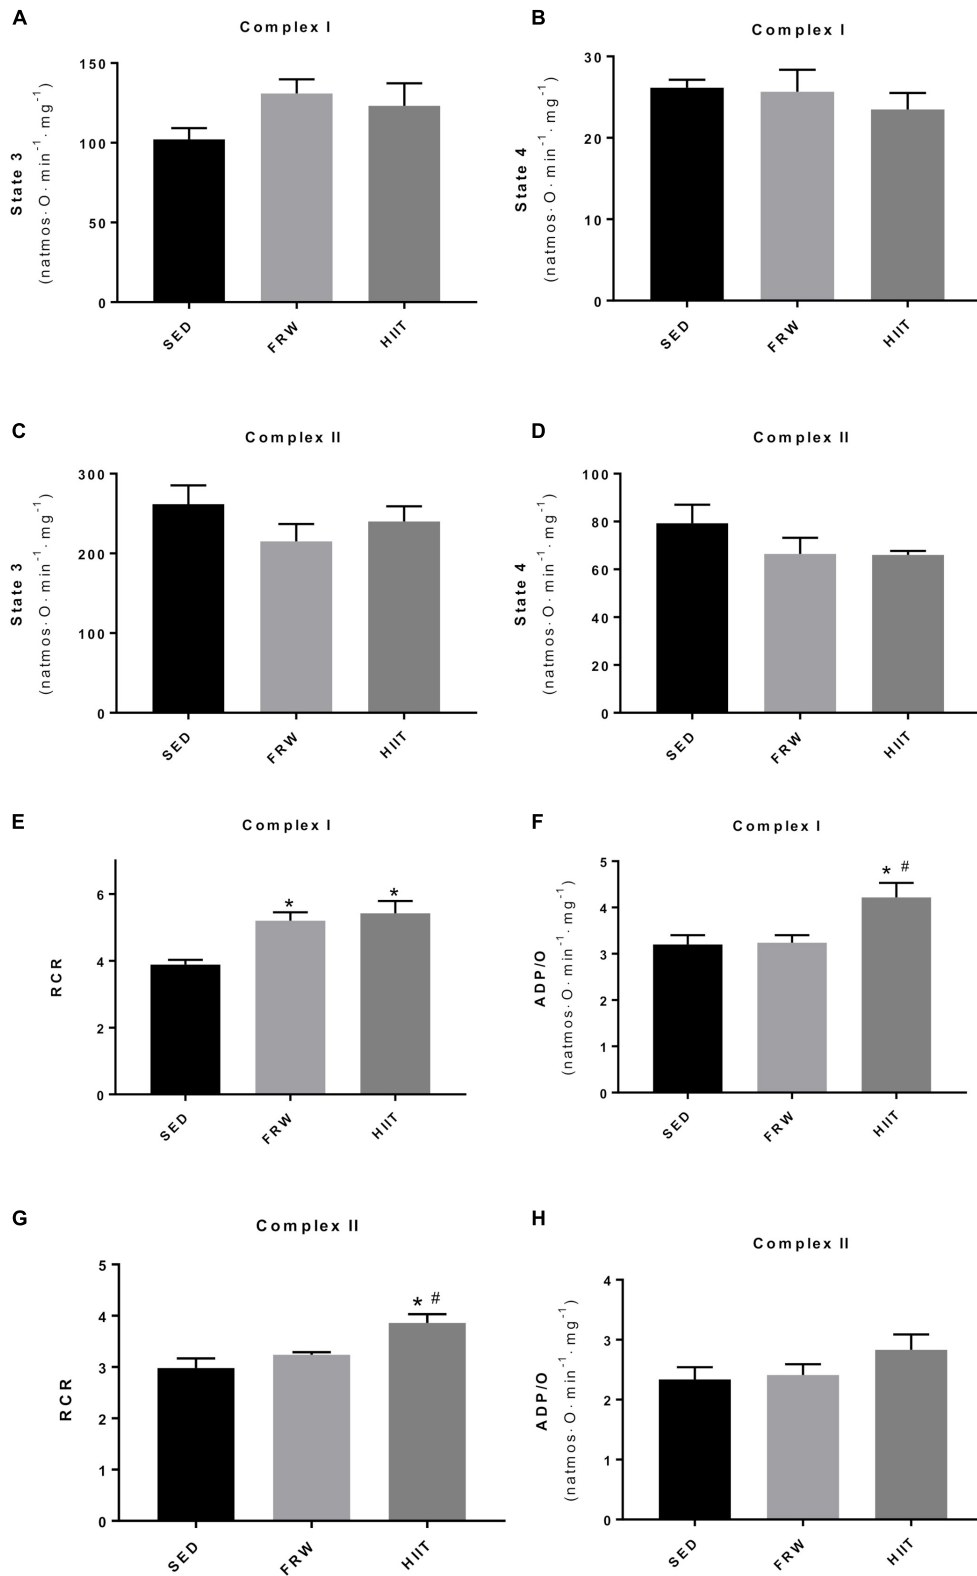 A
Complex I
State 3
(natmos·O·min⁻¹·mg⁻¹)
150
100
50
0
SED
FRW
HIIT
B
Complex I
State 4
(natmos·O·min⁻¹·mg⁻¹)
30
20
10
0
SED
FRW
HIIT
C
Complex II
State 3
(natmos·O·min⁻¹·mg⁻¹)
300
200
100
0
SED
FRW
HIIT
D
Complex II
State 4
(natmos·O·min⁻¹·mg⁻¹)
100
80
60
40
20
0
SED
FRW
HIIT
E
Complex I
RCR
6
4
2
0
*
*
SED
FRW
HIIT
F
Complex I
ADP/O
(natmos·O·min⁻¹·mg⁻¹)
5
4
3
2
1
0
* #
SED
FRW
HIIT
G
Complex II
RCR
5
4
3
2
1
0
* #
SED
FRW
HIIT
H
Complex II
ADP/O
(natmos·O·min⁻¹·mg⁻¹)
4
3
2
1
0
SED
FRW
HIIT